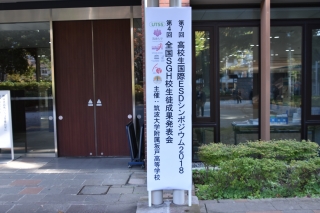 第7回 高校生国際ESDシンポジウム2018
第4回 全国SGH校生徒成果発表会
主催:筑波大学附属坂戸高等学校